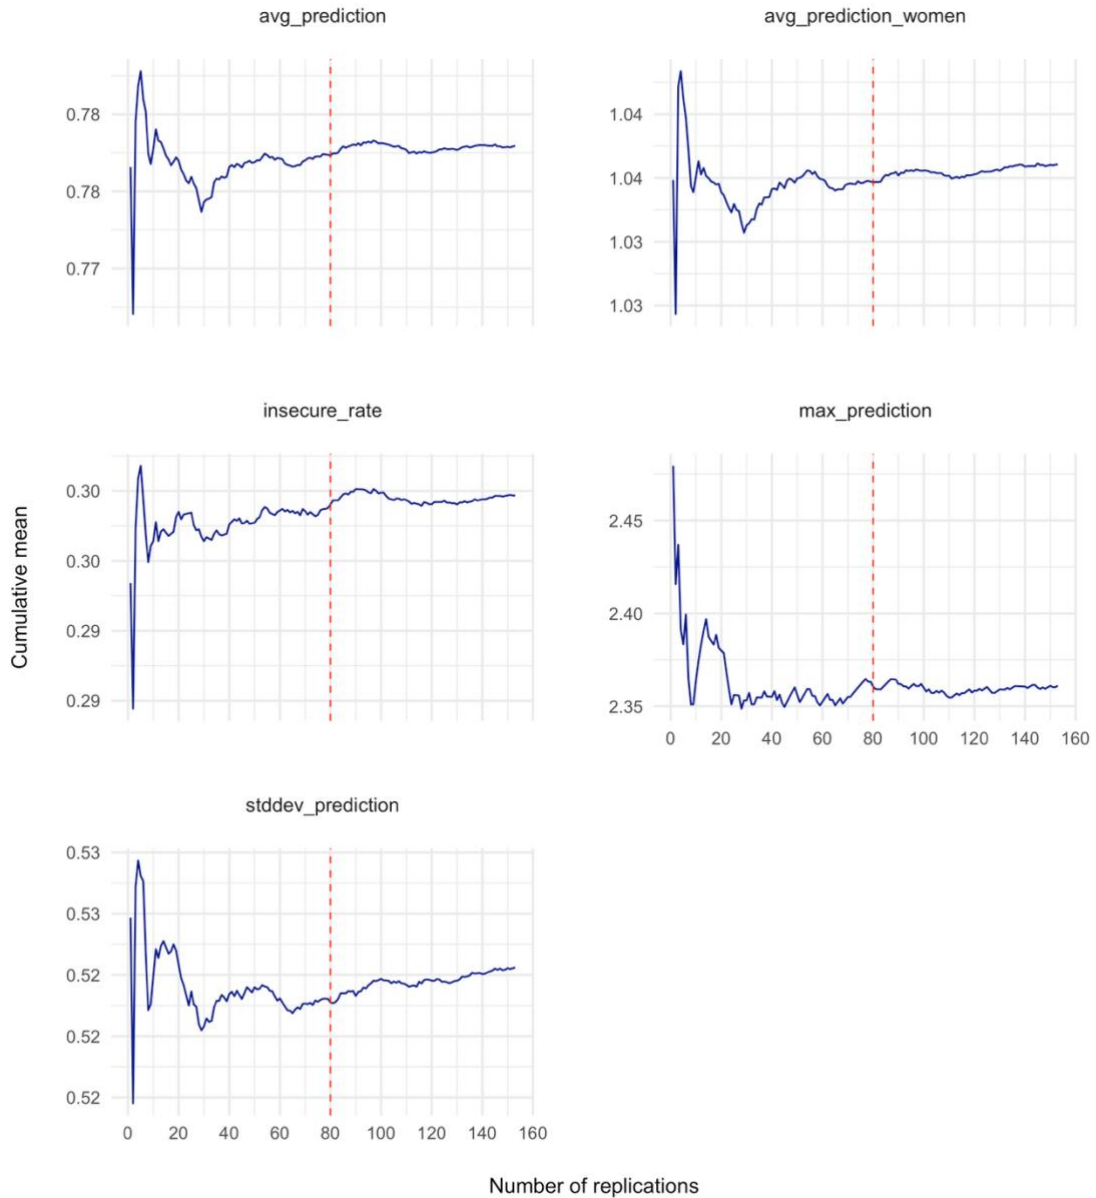 avg_prediction
avg_prediction_women
0.78
0.78
0.77
1.04
1.04
1.03
1.03
insecure_rate
max_prediction
0.30
0.30
0.29
0.29
2.45
2.40
2.35
0 20 40 60 80 100 120 140 160
Cumulative mean
stddev_prediction
0.53
0.53
0.52
0.52
0.52
0 20 40 60 80 100 120 140 160
Number of replications